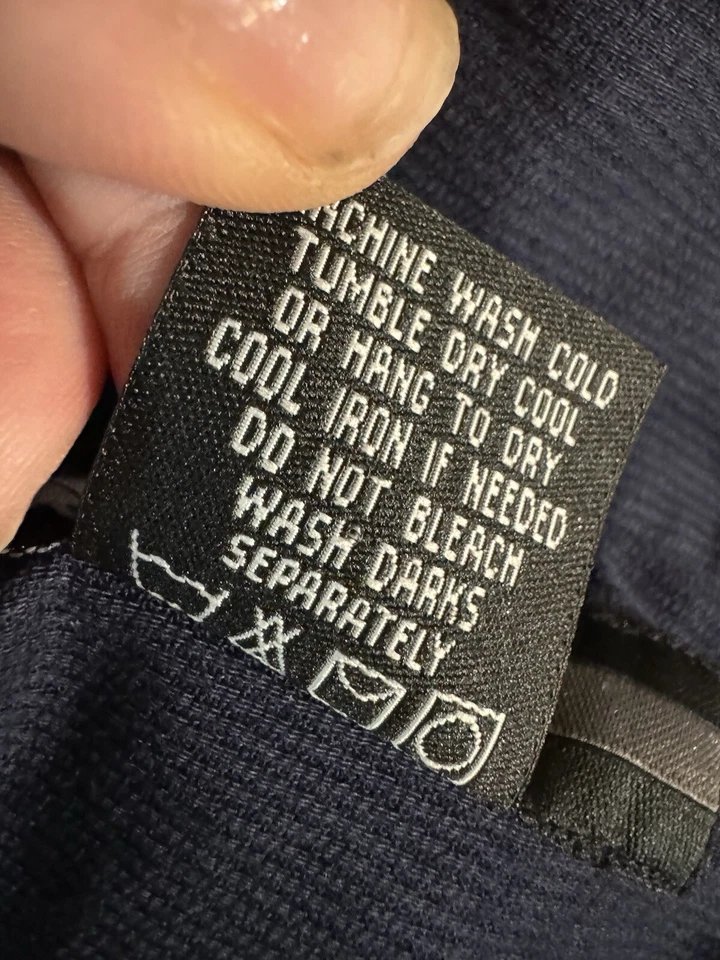 MACHINE WASH COLD
TUMBLE DRY COOL
OR HANG TO DRY
COOL IRON IF NEEDED
DO NOT BLEACH
WASH DARKS
SEPARATELY